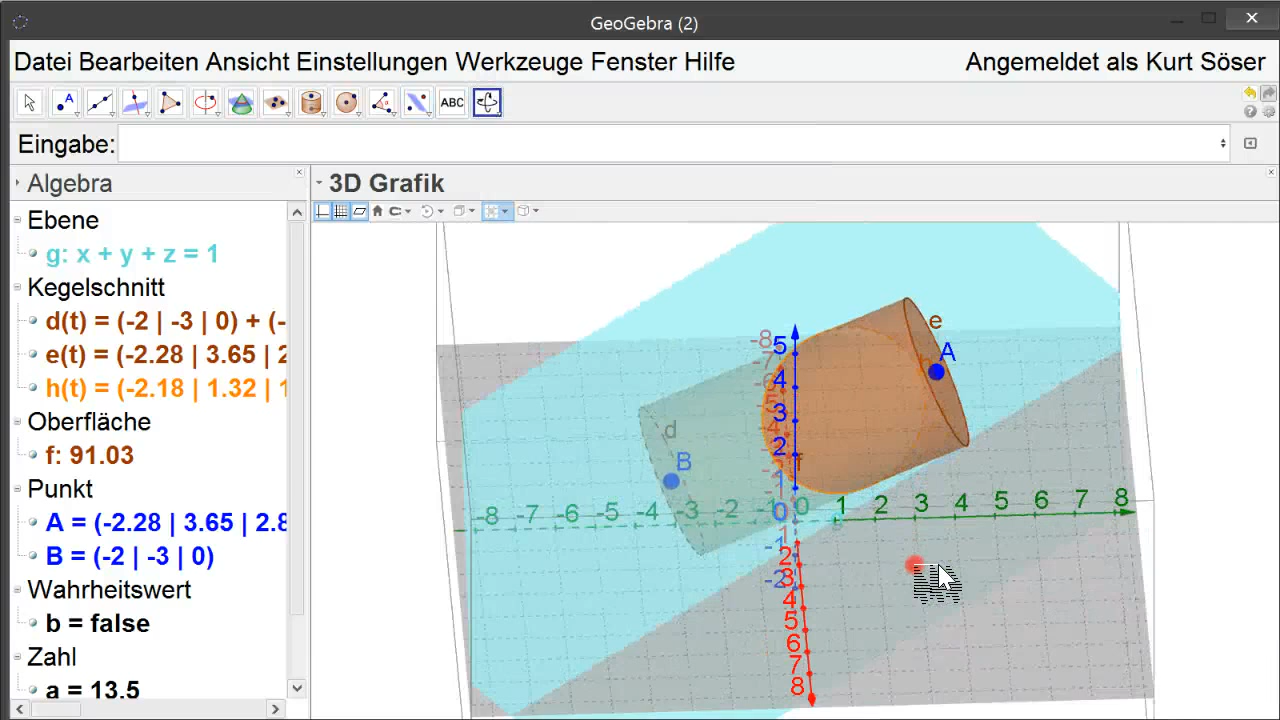 GeoGebra (2)
Datei Bearbeiten Ansicht Einstellungen Werkzeuge Fenster Hilfe
Angemeldet als Kurt Söser
A
ABC
Eingabe:
Algebra
3D Grafik
Ebene
g: x + y + z = 1
Kegelschnitt
d(t) = (-2 | -3 | 0) + (-
e(t) = (-2.28 | 3.65 | 2
h(t) = (-2.18 | 1.32 | 1
Oberfläche
f: 91.03
Punkt
A = (-2.28 | 3.65 | 2.8
B = (-2 | -3 | 0)
Wahrheitswert
b = false
Zahl
a = 13.5
e
A
d
B
f
-8
-7
5
4
3
2
1
0
-1
-2
-8 -7 -6 -5 -4 -3 -2 -1 0 1 2 3 4 5 6 7 8
2
3
4
5
6
7
8